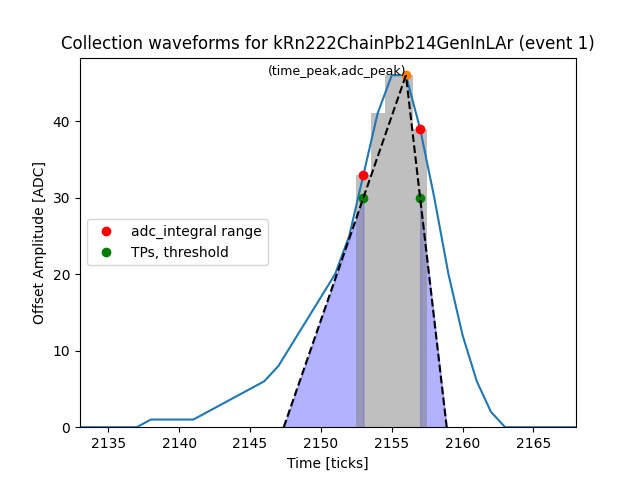 Collection waveforms for kRn222ChainPb214GenInLAr (event 1)
(time_peak,adc_peak)
40
30
20
10
0
Offset Amplitude [ADC]
adc_integral range
TPs, threshold
2135 2140 2145 2150 2155 2160 2165
Time [ticks]